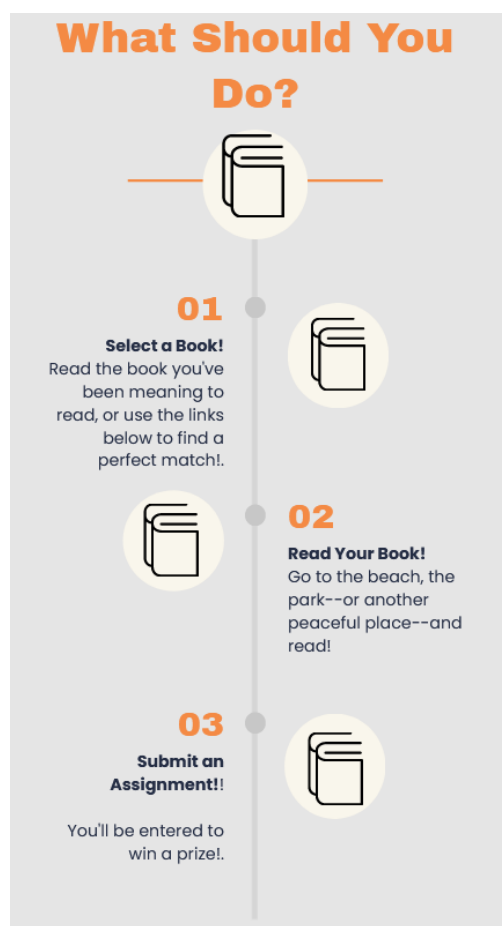 What Should You
Do?
01
Select a Book!
Read the book you've
been meaning to
read, or use the links
below to find a
perfect match!.
02
Read Your Book!
Go to the beach, the
park--or another
peaceful place--and
read!
03
Submit an
Assignment!!
You'll be entered to
win a prize!.